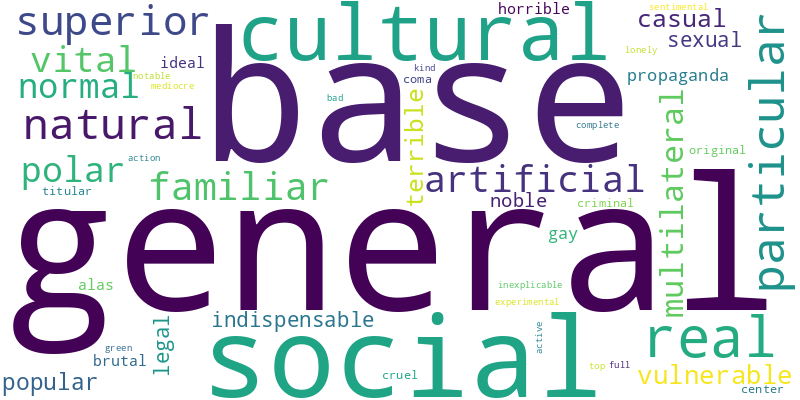 horrible
sentimental
superior
cultural
casual
vital
base
lonely
sexual
ideal
kind
coma
notable
mediocre
normal
propaganda
particular
bad
terrible
multilateral
natural
complete
original
action
polar
titular
familiar
artificial
noble
criminal
general
gay
alas
inexplicable
experimental
indispensable
social
legal
active
real
green
brutal
popular
cruel
top
full
vulnerable
center